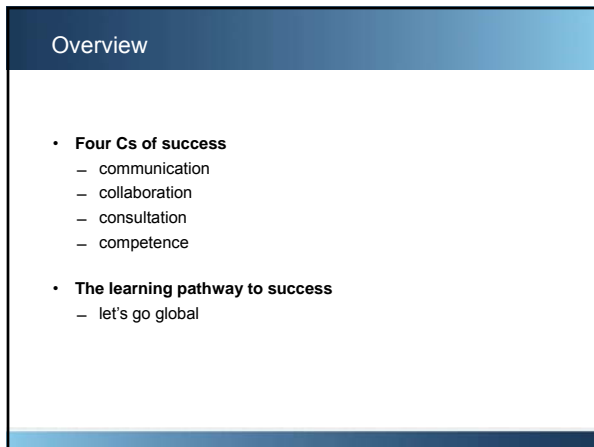 Overview
• Four Cs of success
– communication
– collaboration
– consultation
– competence
• The learning pathway to success
– let's go global